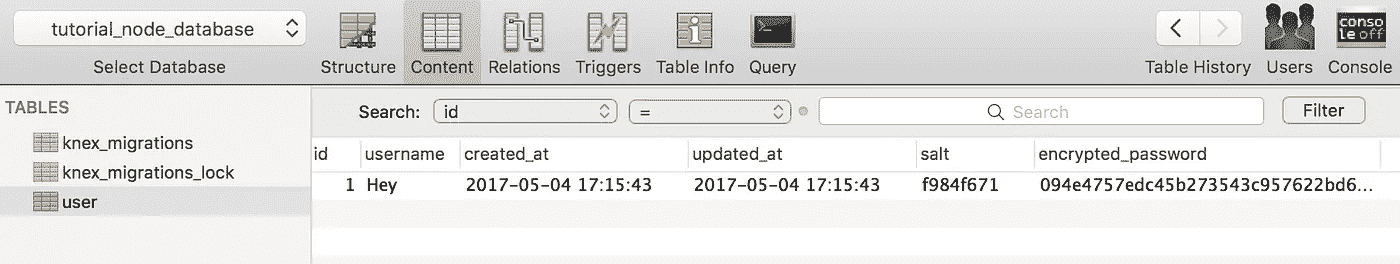 tutorial_node_database
Select Database
Structure Content Relations Triggers Table Info Query
Table History Users Console
conso
le off
TABLES
knex_migrations
knex_migrations_lock
user
Search: id = Search Filter
id username created_at updated_at salt encrypted_password
1 Hey 2017-05-04 17:15:43 2017-05-04 17:15:43 f984f671 094e4757edc45b273543c957622bd6...